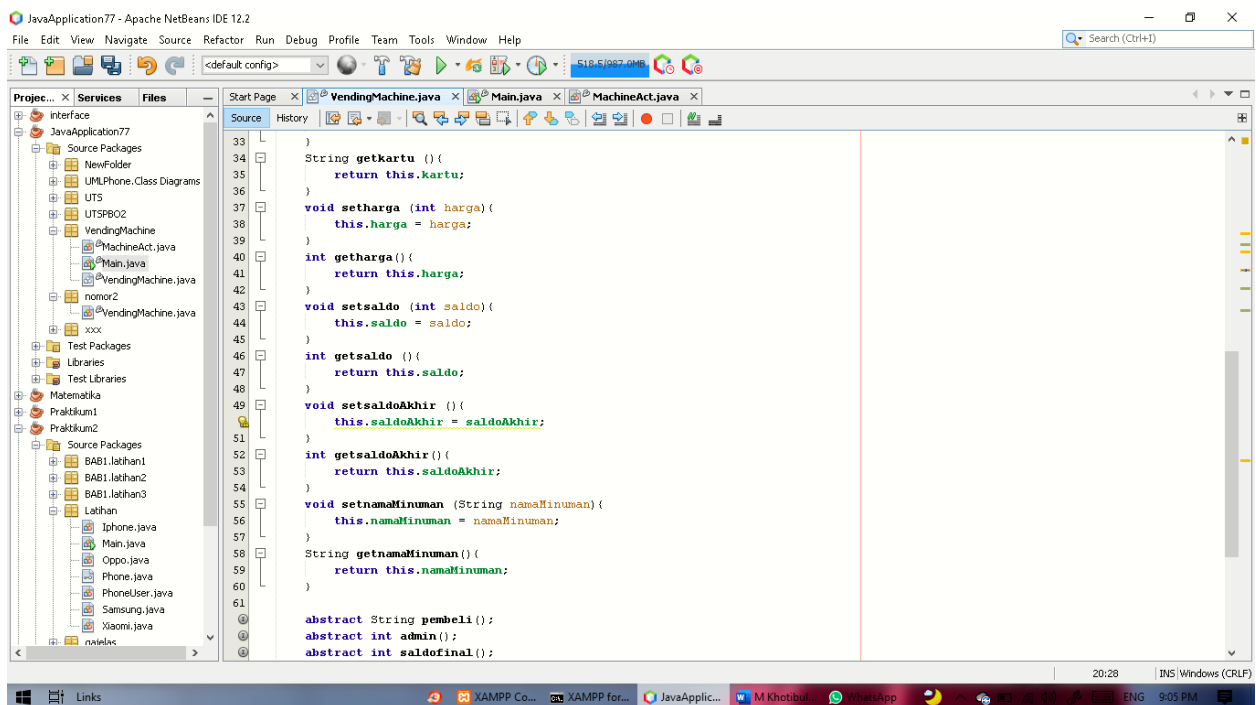 JavaApplication77 - Apache NetBeans IDE 12.2
File Edit View Navigate Source Refactor Run Debug Profile Team Tools Window Help
Search (Ctrl+I)
<default config>
518.5/987.0MB
Projec... × Services Files
Start Page VendingMachine.java Main.java MachineAct.java
Source History
interface
JavaApplication77
Source Packages
NewFolder
UMLPhone.Class Diagrams
UTS
UTSPBO2
VendingMachine
MachineAct.java
Main.java
VendingMachine.java
nomor2
VendingMachine.java
xxx
Test Packages
Libraries
Test Libraries
Matematika
Praktikum1
Praktikum2
Source Packages
BAB1.latihan1
BAB1.latihan2
BAB1.latihan3
Latihan
Iphone.java
Main.java
Oppo.java
Phone.java
PhoneUser.java
Samsung.java
Xiaomi.java
33 }
34 String getkartu (){
35 return this.kartu;
36 }
37 void setharga (int harga){
38 this.harga = harga;
39 }
40 int getharga(){
41 return this.harga;
42 }
43 void setsaldo (int saldo){
44 this.saldo = saldo;
45 }
46 int getsaldo (){
47 return this.saldo;
48 }
49 void setsaldoAkhir (){
this.saldoAkhir = saldoAkhir;
51 }
52 int getsaldoAkhir(){
53 return this.saldoAkhir;
54 }
55 void setnamaMinuman (String namaMinuman){
56 this.namaMinuman = namaMinuman;
57 }
58 String getnamaMinuman(){
59 return this.namaMinuman;
60 }
61
abstract String pembeli();
abstract int admin();
abstract int saldofinal();
20:28 INS Windows (CRLF)
Links
XAMPP Co... XAMPP for... JavaApplic... M Khotibul... WhatsApp
ENG 9:05 PM